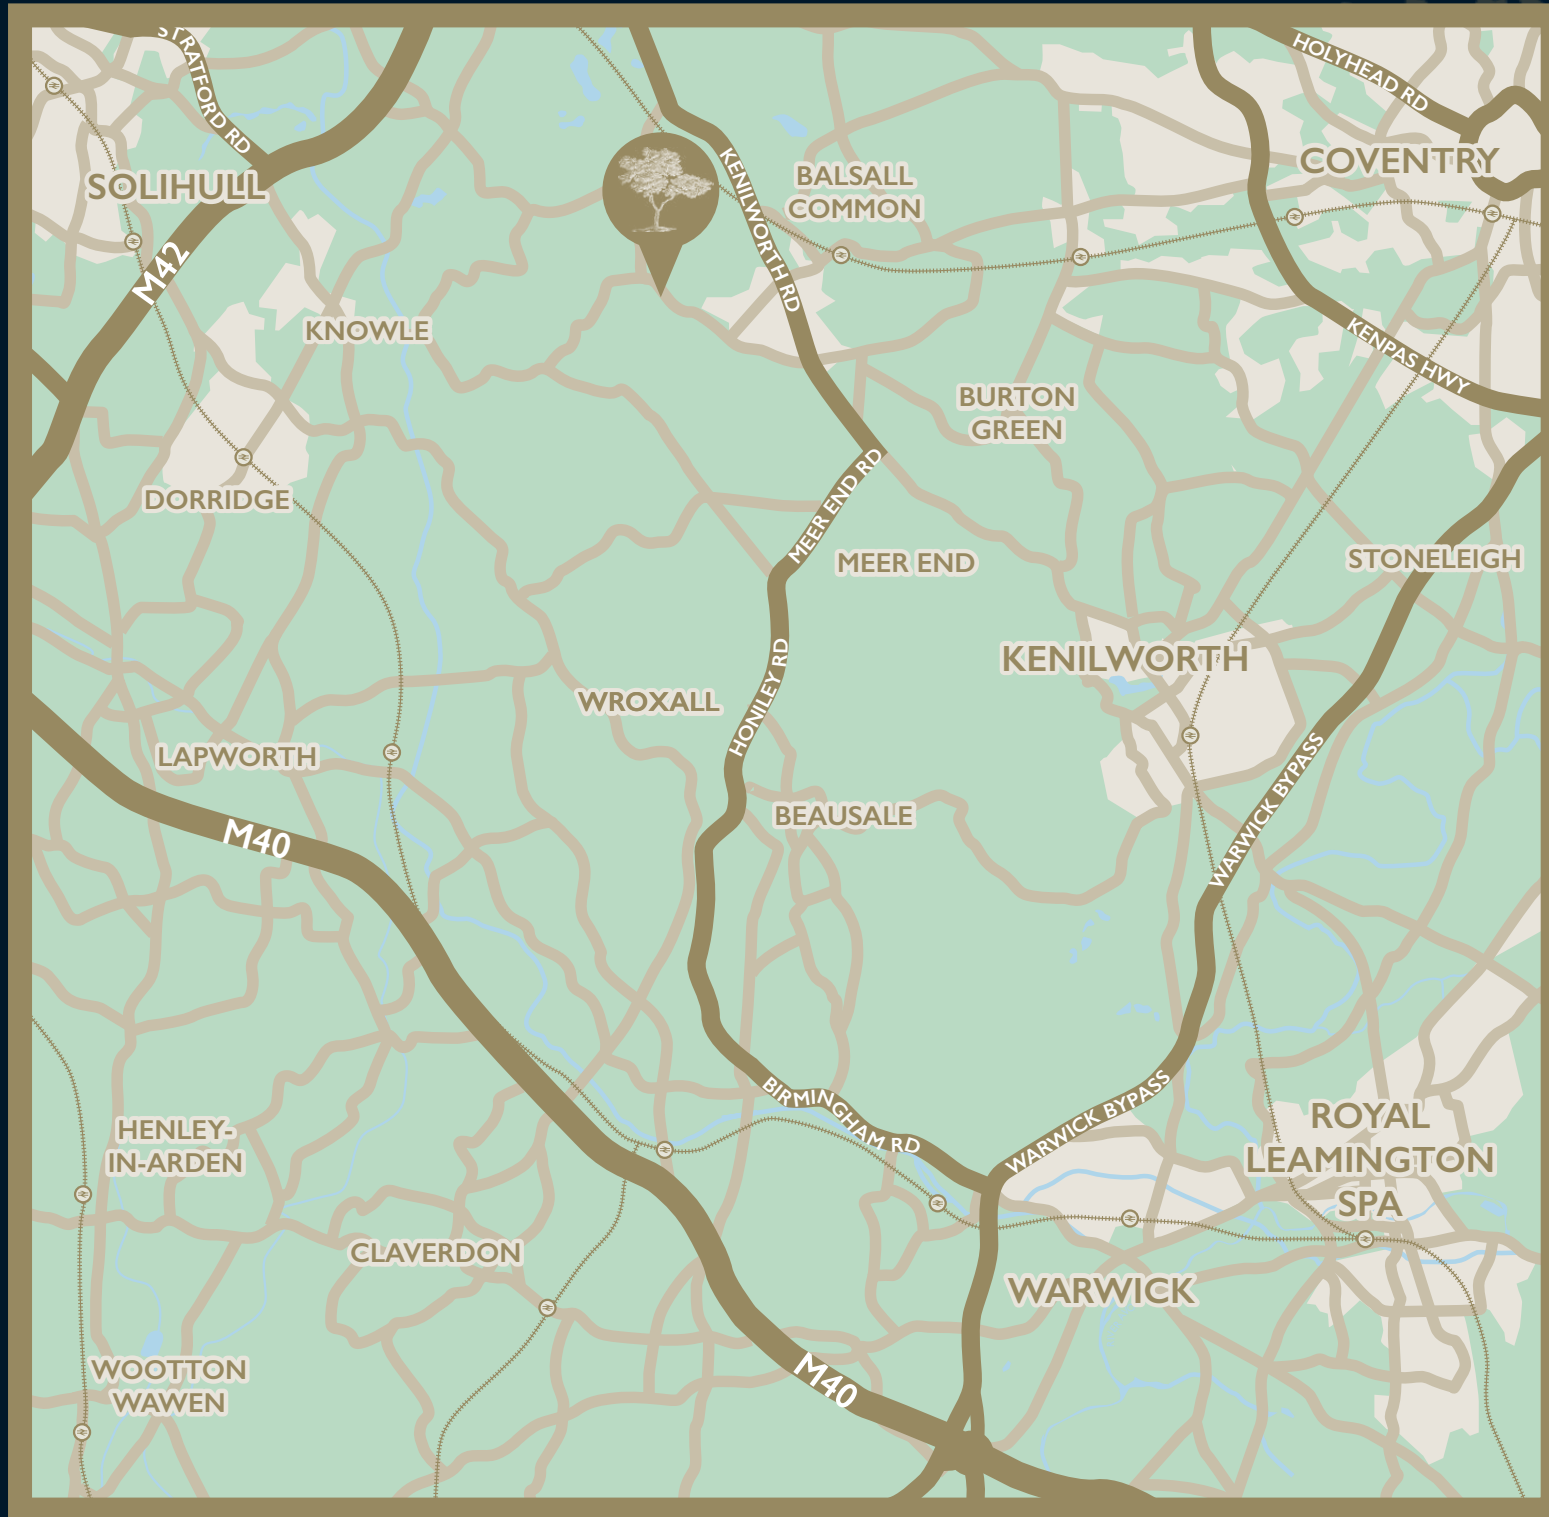 HOLYHEAD RD
STRATFORD RD
COVENTRY
SOLIHULL
KENILWORTH RD
BALSALL
COMMON
M42
KNOWLE
KENPAS HWY
BURTON
GREEN
DORRIDGE
MEER END RD
MEER END
STONELEIGH
KENILWORTH
HONILEY RD
WROXALL
LAPWORTH
WARWICK BYPASS
BEAUSALE
M40
BIRMINGHAM RD
WARWICK BYPASS
HENLEY-
IN-ARDEN
ROYAL
LEAMINGTON
SPA
CLAVERDON
WARWICK
WOOTTON
WAWEN
M40